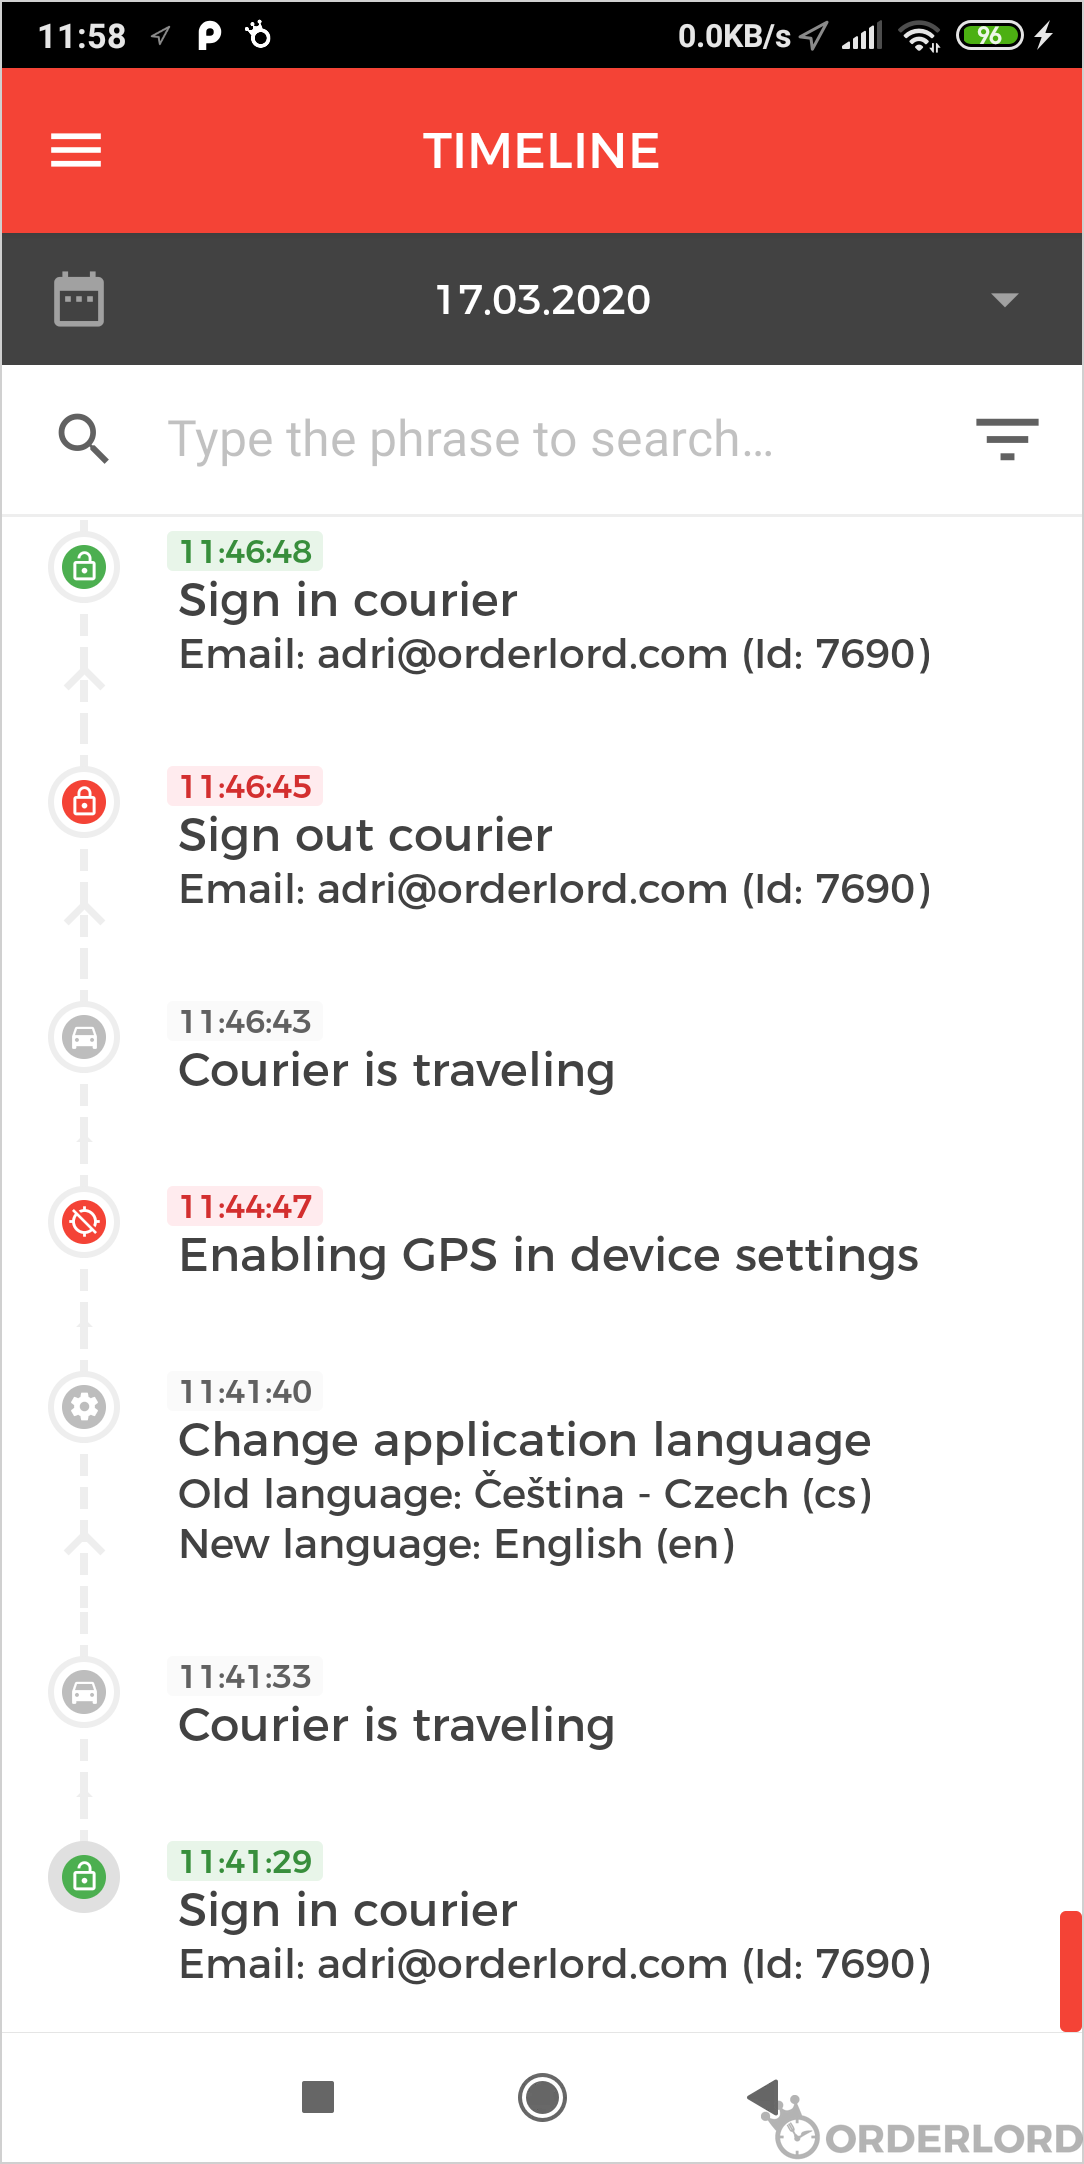 11:58
0.0KB/s
96
TIMELINE
17.03.2020
Type the phrase to search...
11:46:48
Sign in courier
Email: adri@orderlord.com (Id: 7690)
11:46:45
Sign out courier
Email: adri@orderlord.com (Id: 7690)
11:46:43
Courier is traveling
11:44:47
Enabling GPS in device settings
11:41:40
Change application language
Old language: Čeština - Czech (cs)
New language: English (en)
11:41:33
Courier is traveling
11:41:29
Sign in courier
Email: adri@orderlord.com (Id: 7690)
ORDERLORD